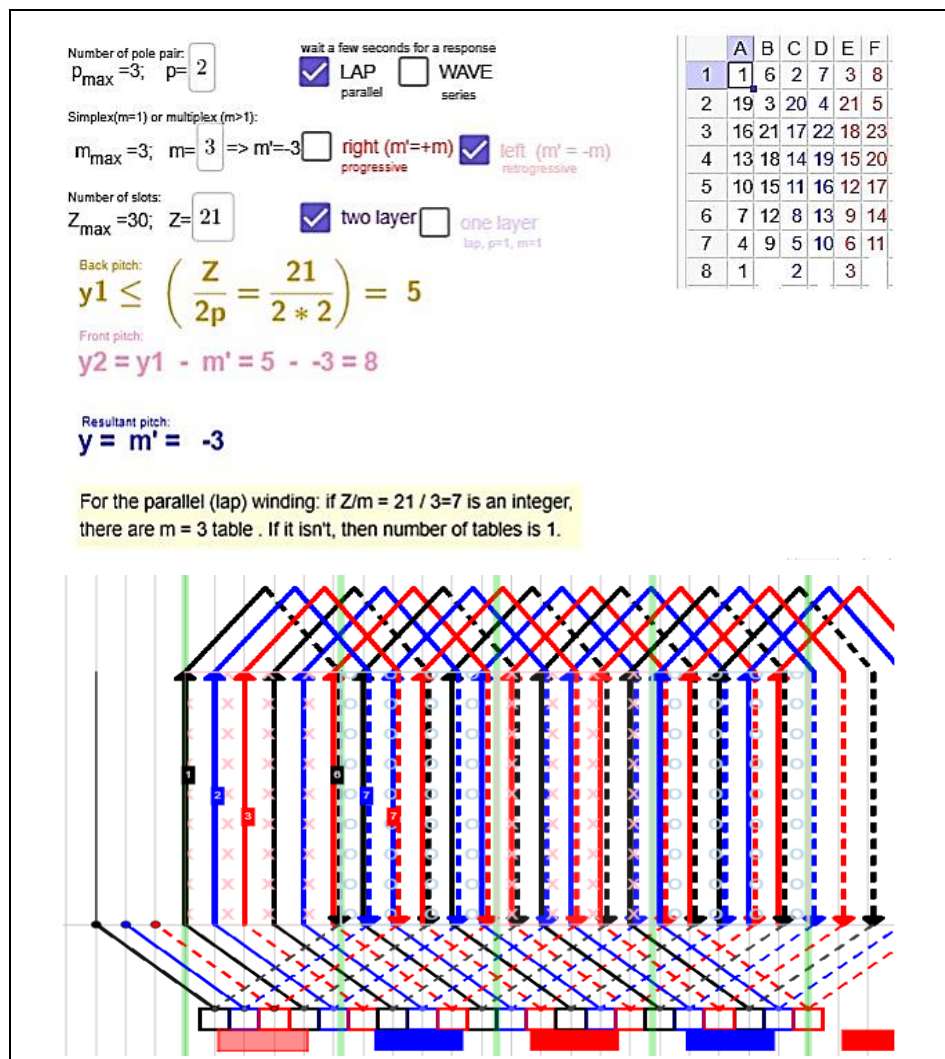 Number of pole pair:
pmax =3; p= 2
wait a few seconds for a response
LAP
parallel
WAVE
series
Simplex(m=1) or multiplex (m>1):
mmax =3; m= 3 => m'=-3
right (m'=+m)
progressive
left (m' = -m)
retrogressive
Number of slots:
Zmax =30; Z= 21
two layer
one layer
lap, p=1, m=1
Back pitch:
y1 ≤ ( Z/2p = 21/2 * 2 ) = 5
Front pitch:
y2 = y1 - m' = 5 - -3 = 8
Resultant pitch:
y = m' = -3
For the parallel (lap) winding: if Z/m = 21 / 3=7 is an integer,
there are m = 3 table . If it isn't, then number of tables is 1.
A B C D E F
1 1 6 2 7 3 8
2 19 3 20 4 21 5
3 16 21 17 22 18 23
4 13 18 14 19 15 20
5 10 15 11 16 12 17
6 7 12 8 13 9 14
7 4 9 5 10 6 11
8 1 2 3
1
2
3
6
7
7